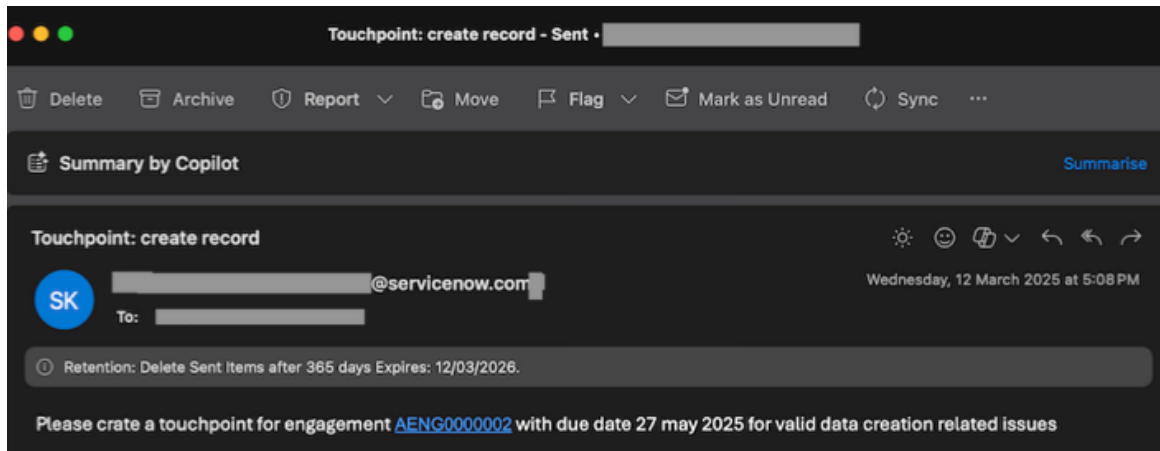 Touchpoint: create record - Sent •
Delete Archive Report Move Flag Mark as Unread Sync ...
Summary by Copilot Summarise
Touchpoint: create record
@servicenow.com
SK
Wednesday, 12 March 2025 at 5:08 PM
To:
Retention: Delete Sent Items after 365 days Expires: 12/03/2026.
Please crate a touchpoint for engagement AENG0000002 with due date 27 may 2025 for valid data creation related issues